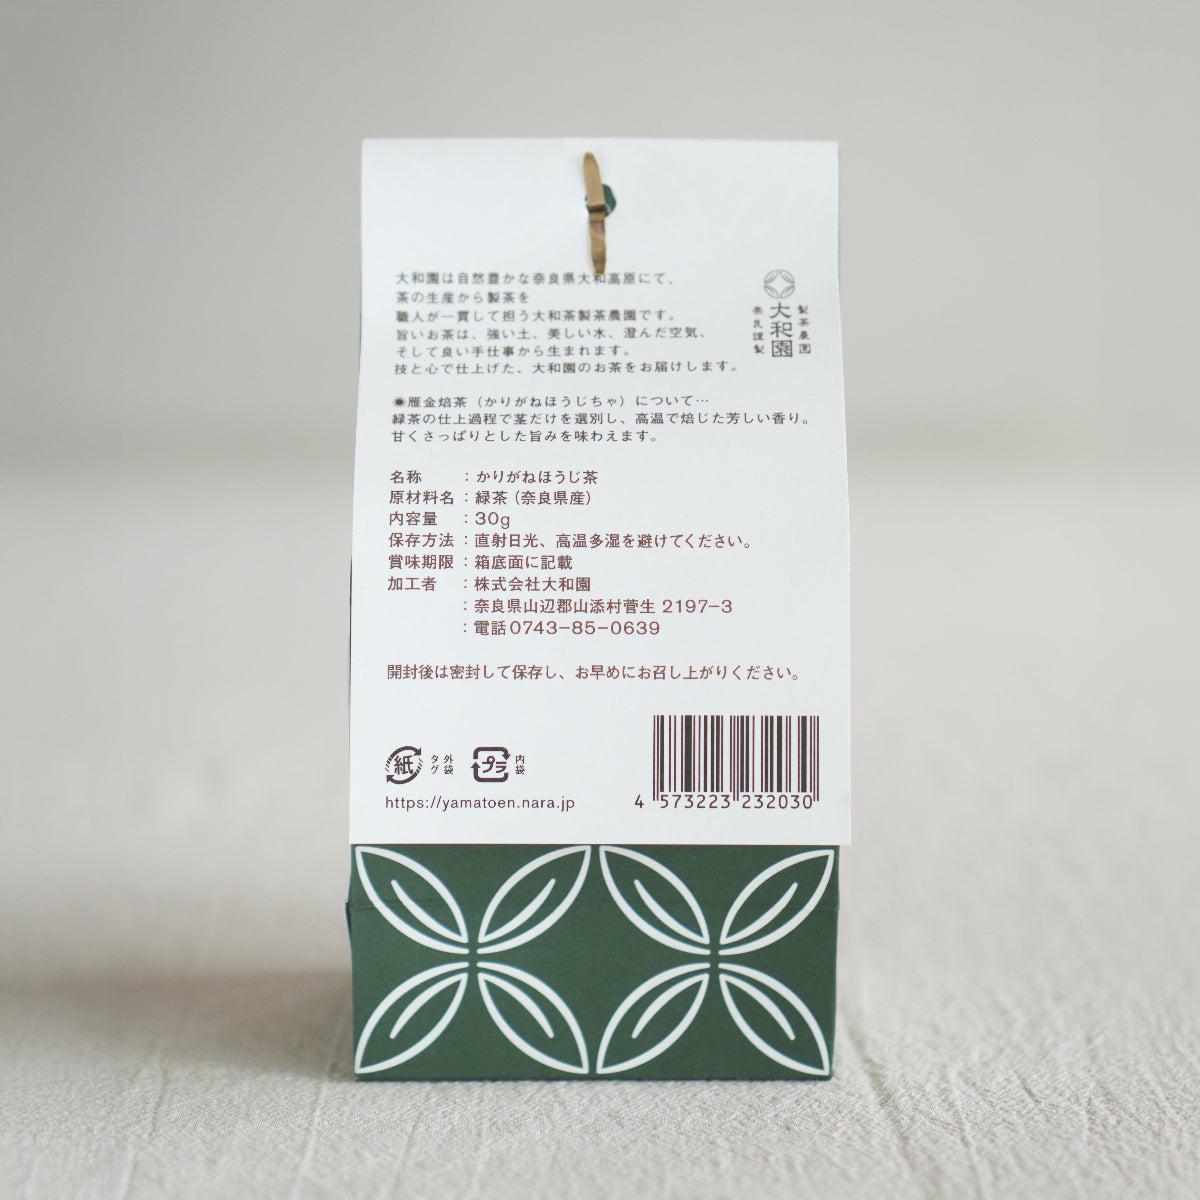 大和園は自然豊かな奈良県大和高原にて、
茶の生産から製茶を
職人が一貫して担う大和茶製茶農園です。
旨いお茶は、強い土、美しい水、澄んだ空気、
そして良い手仕事から生まれます。
技と心で仕上げた、大和園のお茶をお届けします。
製茶農園
大和園
奈良謹製
◉雁金焙茶（かりがねほうじちゃ）について…
緑茶の仕上過程で茎だけを選別し、高温で焙じた芳しい香り。
甘くさっぱりとした旨みを味わえます。
名称 ：かりがねほうじ茶
原材料名：緑茶（奈良県産）
内容量 ：30g
保存方法：直射日光、高温多湿を避けてください。
賞味期限：箱底面に記載
加工者 ：株式会社大和園
：奈良県山辺郡山添村菅生 2197−3
：電話 0743−85−0639
開封後は密封して保存し、お早めにお召し上がりください。
紙 外袋 タグ プラ 内袋
https://yamatoen.nara.jp
4 573223 232030